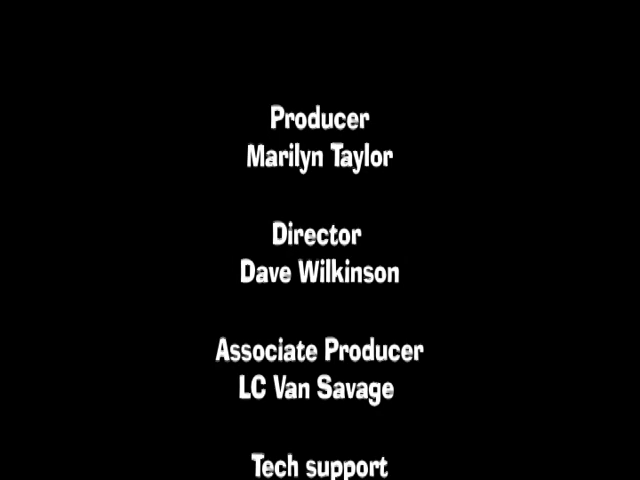 Producer
Marilyn Taylor
Director
Dave Wilkinson
Associate Producer
LC Van Savage
Tech support